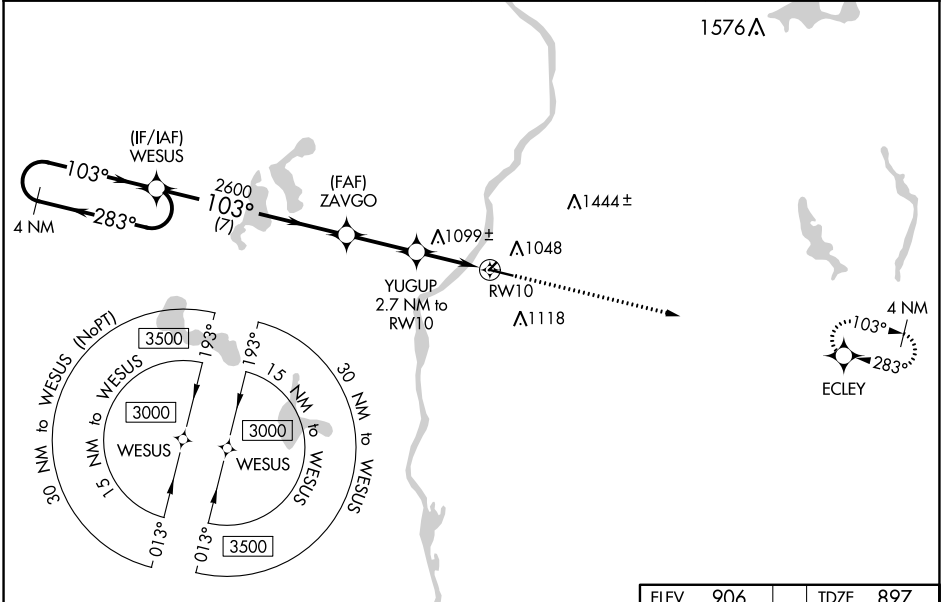 1576
(IF/IAF)
WESUS
103°
283°
4 NM
2600
103°
(7)
(FAF)
ZAVGO
1444 ±
1099 ±
1048
YUGUP
2.7 NM to
RW10
RW10
1118
4 NM
103°
283°
ECLEY
30 NM to WESUS (NoPT)
15 NM to WESUS
3500
193°
3000
WESUS
013°
193°
15 NM to WESUS
30 NM to WESUS
3000
WESUS
013°
3500
ELEV 906
TDZE 897